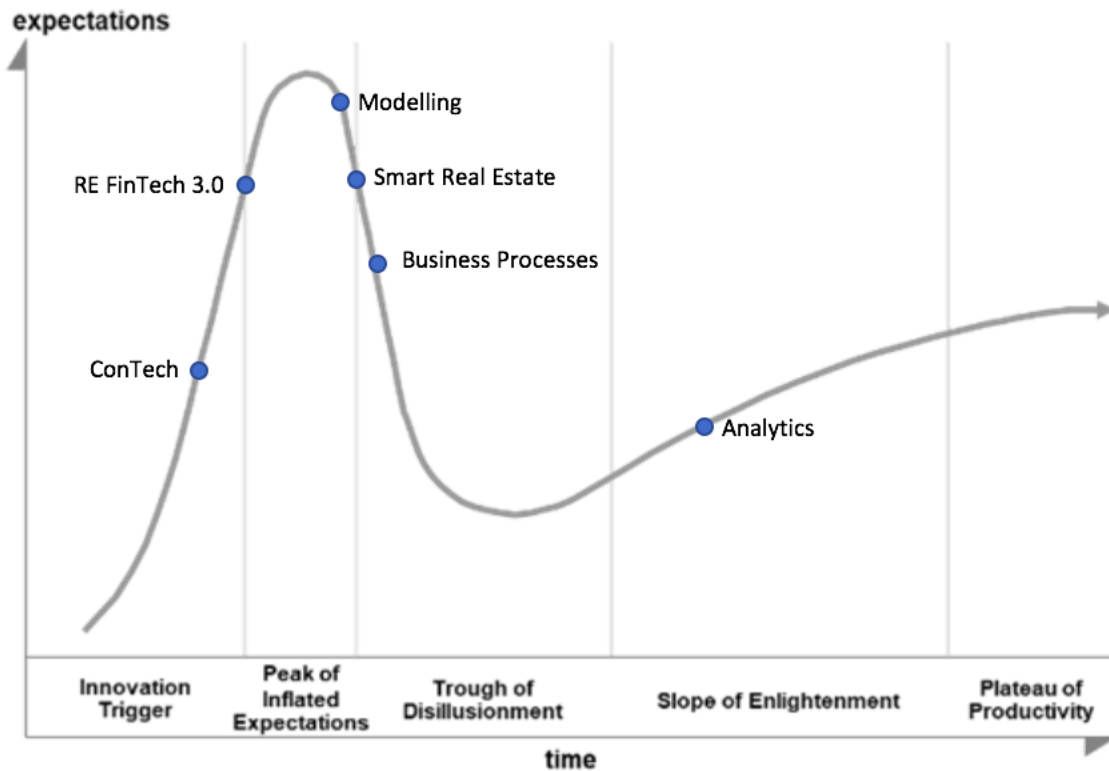 expectations
Modelling
RE FinTech 3.0
Smart Real Estate
Business Processes
ConTech
Analytics
Innovation
Trigger
Peak of
Inflated
Expectations
Trough of
Disillusionment
Slope of Enlightenment
Plateau of
Productivity
time